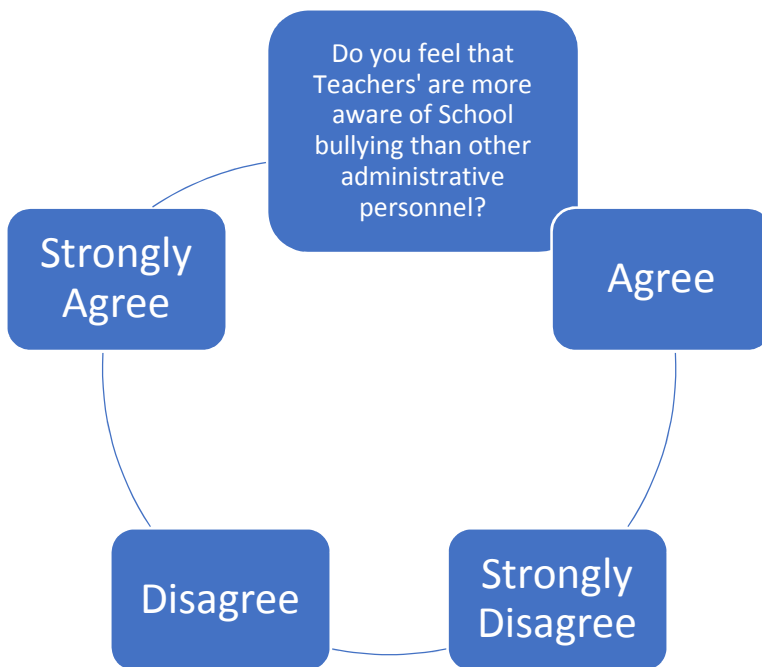 Do you feel that
Teachers' are more
aware of School
bullying than other
administrative
personnel?
Agree
Strongly
Disagree
Disagree
Strongly
Agree